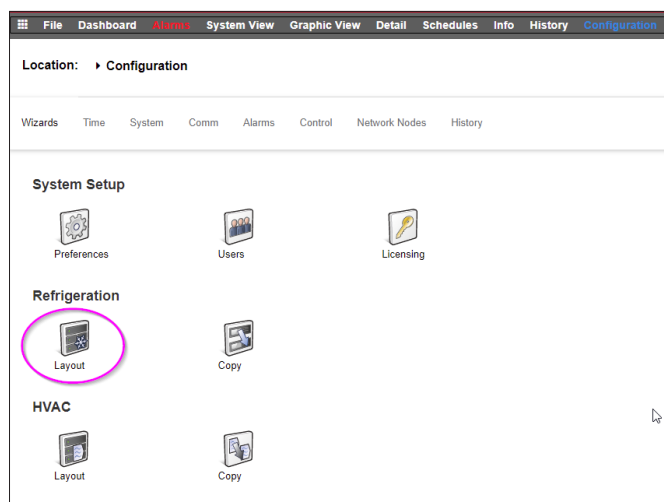 File Dashboard Alarms System View Graphic View Detail Schedules Info History Configuration
Location: Configuration
Wizards Time System Comm Alarms Control Network Nodes History
System Setup
Preferences Users Licensing
Refrigeration
Layout Copy
HVAC
Layout Copy